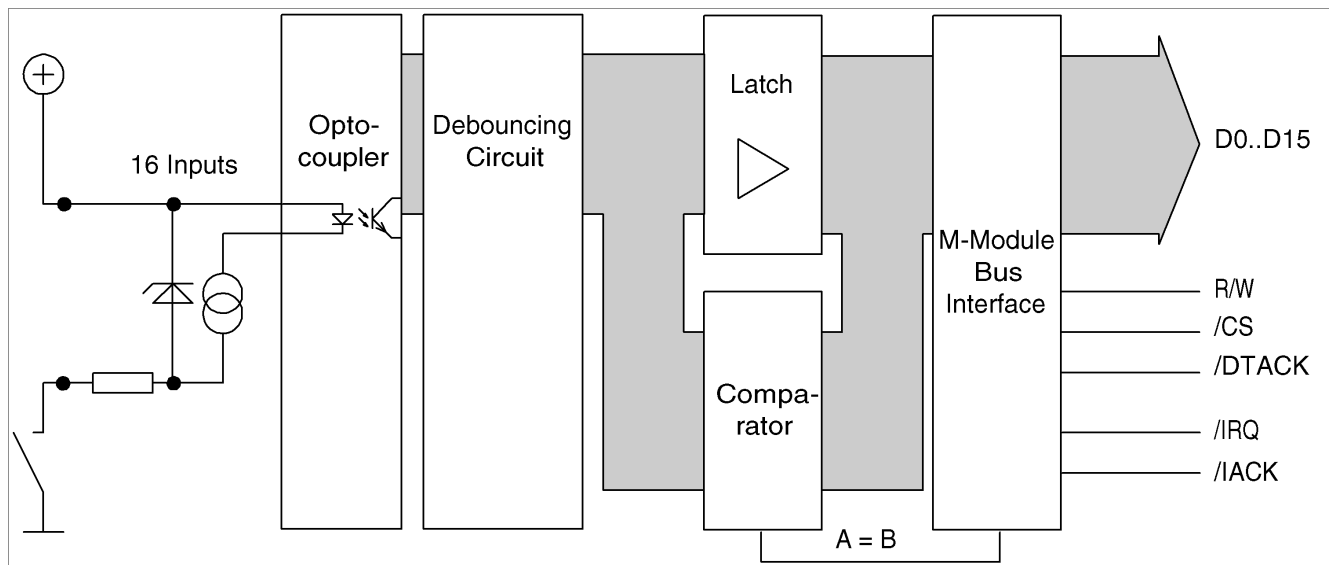 16 Inputs
Opto-
coupler
Debouncing
Circuit
Latch
Compa-
rator
A = B
M-Module
Bus
Interface
D0..D15
R/W
/CS
/DTACK
/IRQ
/IACK